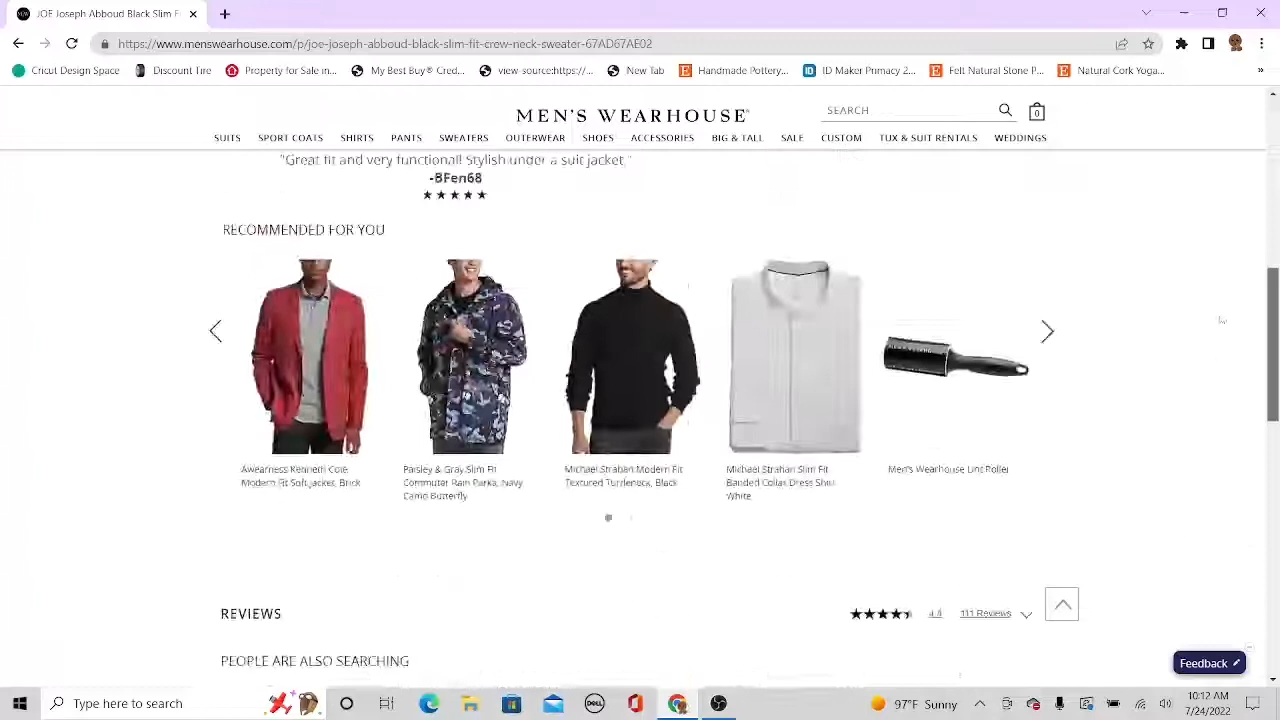 JOE Joseph Abboud Black Slim F
https://www.menswearhouse.com/p/joe-joseph-abboud-black-slim-fit-crew-neck-sweater-67AD67AE02
Cricut Design Space
Discount Tire
Property for Sale in...
My Best Buy® Cre...
view-source:https://...
New Tab
Handmade Pottery...
ID Maker Primacy 2...
Felt Natural Stone P...
Natural Cork Yoga...
MEN'S WEARHOUSE®
SEARCH
0
SUITS SPORT COATS SHIRTS PANTS SWEATERS OUTERWEAR SHOES ACCESSORIES BIG & TALL SALE CUSTOM TUX & SUIT RENTALS WEDDINGS
"Great fit and very functional! Stylish under a suit jacket."
-BFen68
RECOMMENDED FOR YOU
Awearness Kenneth Cole
Modern Fit Soft Jacket, Brick
Paisley & Gray Slim Fit
Commuter Rain Parka, Navy
Camo Butterfly
Michael Strahan Modern Fit
Textured Turtleneck, Black
Michael Strahan Slim Fit
Banded Collar Dress Shirt
White
Men's Wearhouse Lint Roller
REVIEWS
111 Reviews
PEOPLE ARE ALSO SEARCHING
Feedback
Type here to search
DELL
97°F Sunny
10:12 AM
7/24/2022